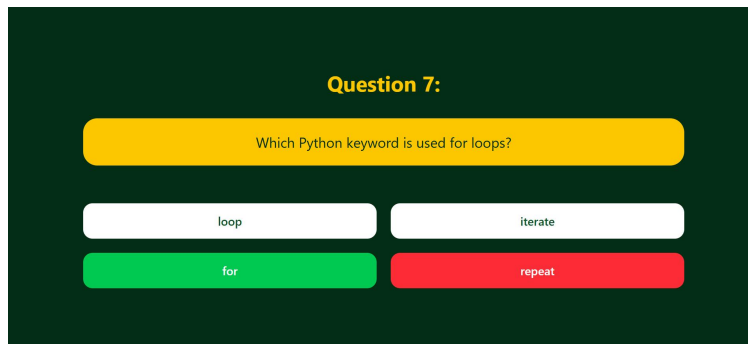 Question 7:
Which Python keyword is used for loops?
loop
iterate
for
repeat